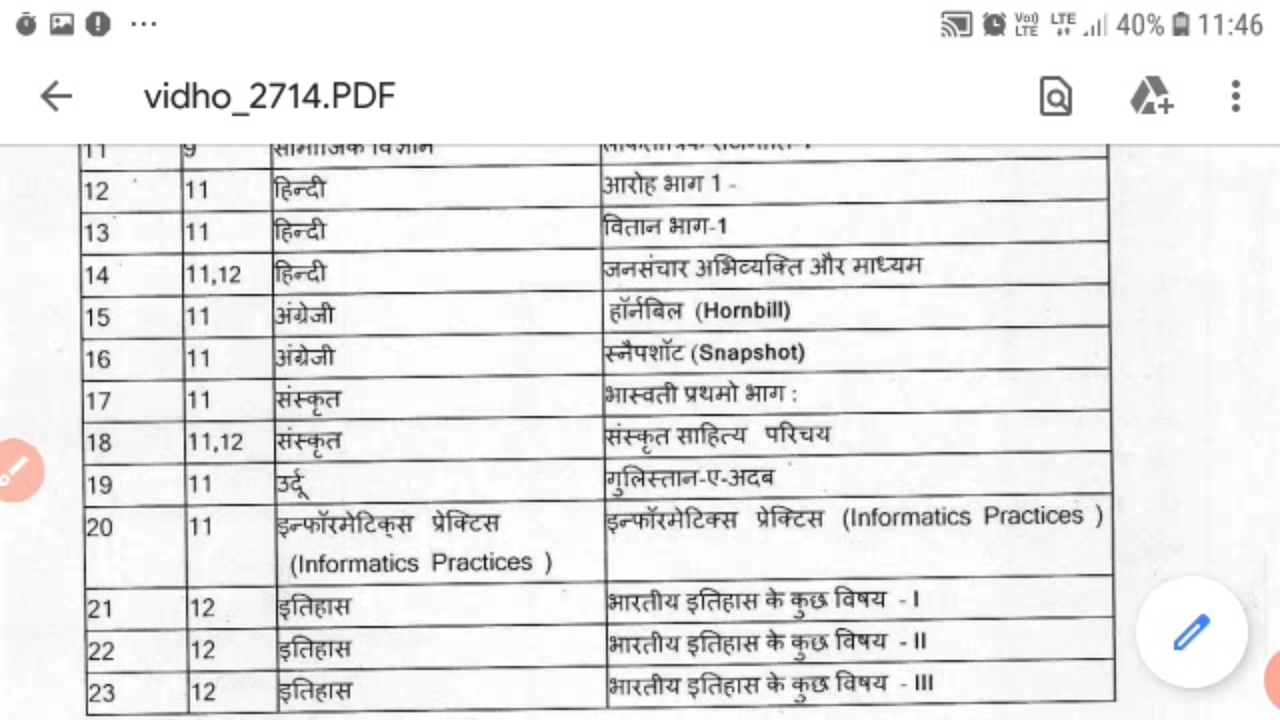 40% 11:46
vidho_2714.PDF
11 9 सामाजिक विज्ञान
12 11 हिन्दी आरोह भाग 1 -
13 11 हिन्दी वितान भाग-1
14 11,12 हिन्दी जनसंचार अभिव्यक्ति और माध्यम
15 11 अंग्रेजी हॉर्नबिल (Hornbill)
16 11 अंग्रेजी स्नैपशॉट (Snapshot)
17 11 संस्कृत भास्वती प्रथमो भाग :
18 11,12 संस्कृत संस्कृत साहित्य परिचय
19 11 उर्दू गुलिस्तान-ए-अदब
20 11 इन्फॉरमेटिक्स प्रेक्टिस इन्फॉरमेटिक्स प्रेक्टिस (Informatics Practices )
(Informatics Practices )
21 12 इतिहास भारतीय इतिहास के कुछ विषय - I
22 12 इतिहास भारतीय इतिहास के कुछ विषय - II
23 12 इतिहास भारतीय इतिहास के कुछ विषय - III